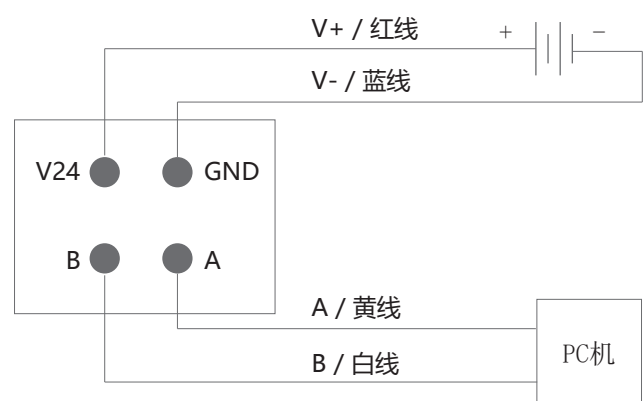 V+ / 红线
+ −
V- / 蓝线
V24 GND
B A
A / 黄线
B / 白线
PC机